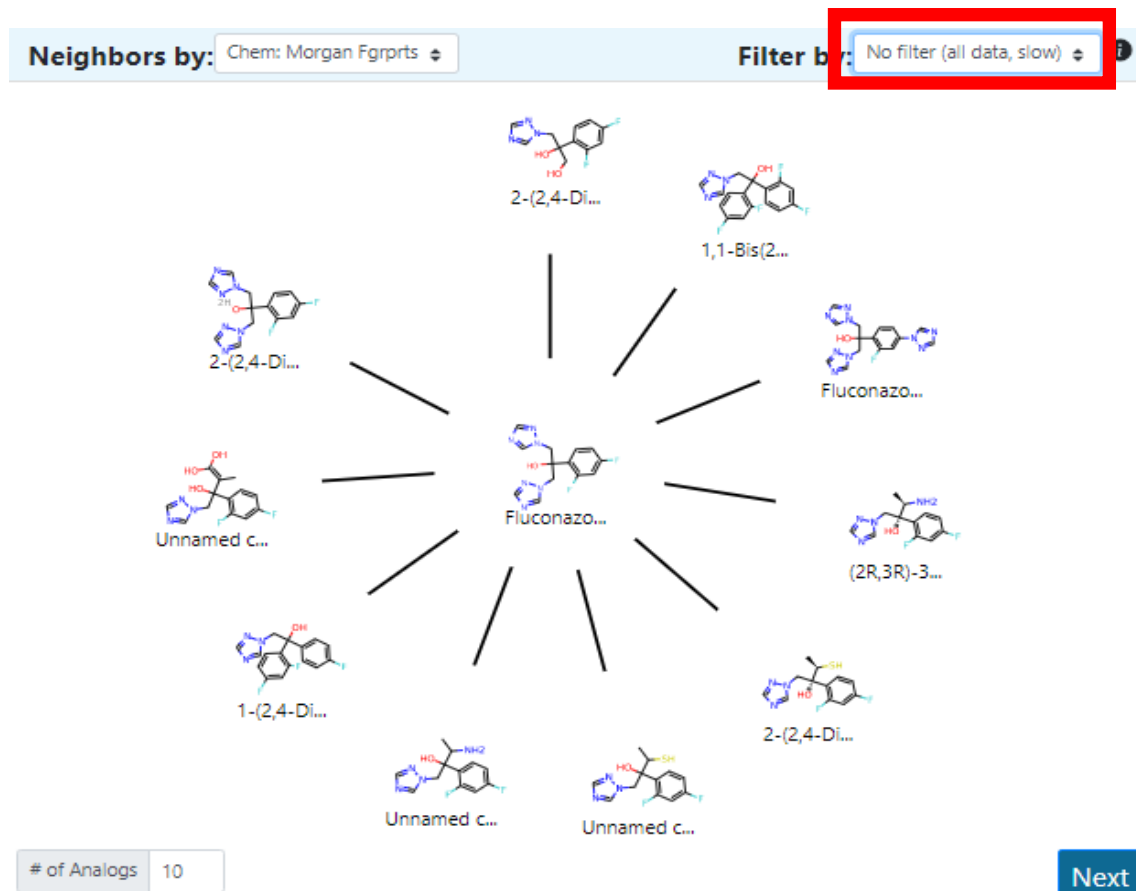 Neighbors by: Chem: Morgan Fgrprts Filter by: No filter (all data, slow)
2-(2,4-Di...
1,1-Bis(2...
2-(2,4-Di...
Fluconazo...
Fluconazo...
Unnamed c...
(2R,3R)-3...
1-(2,4-Di...
2-(2,4-Di...
Unnamed c...
Unnamed c...
# of Analogs 10
Next